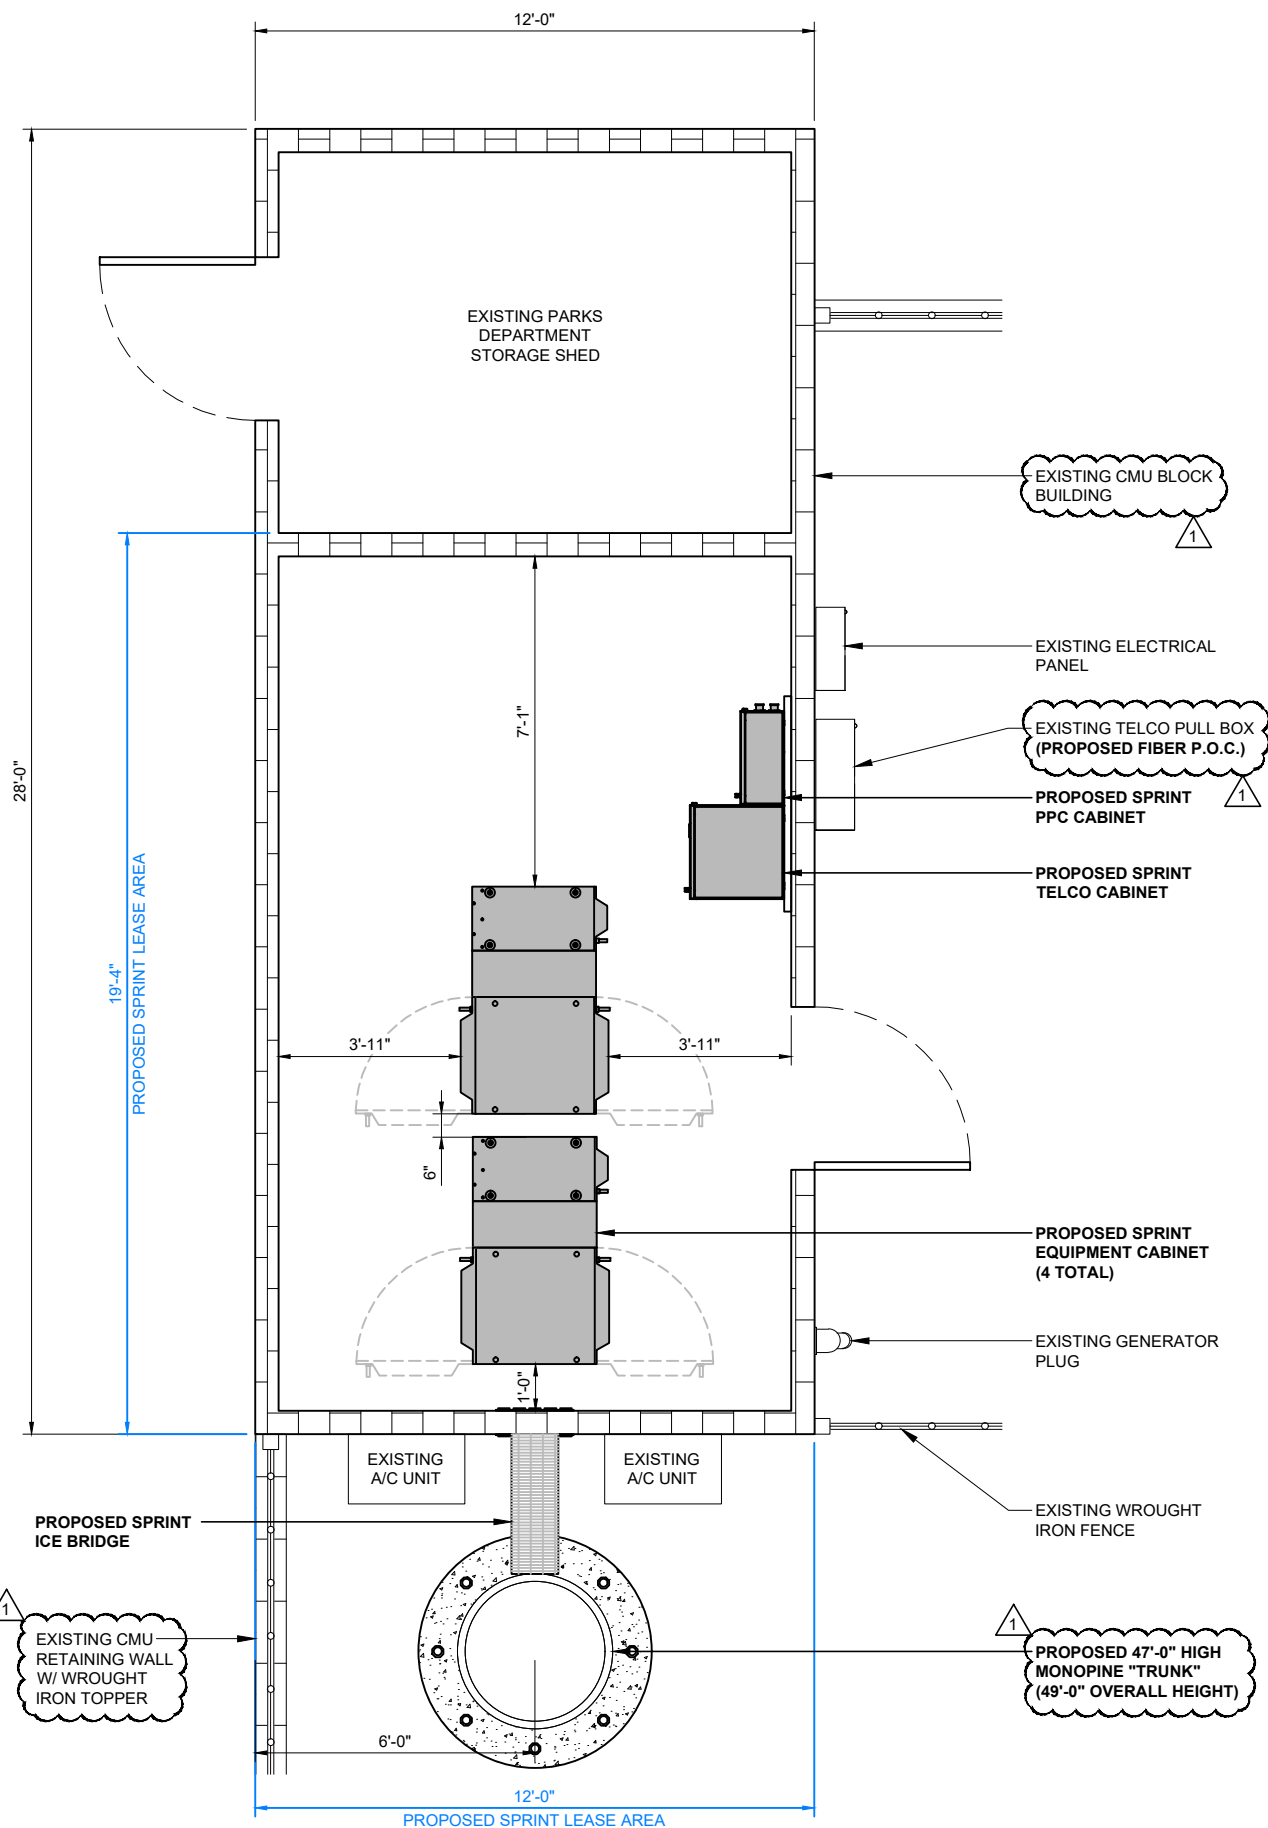 12'-0"
EXISTING PARKS
DEPARTMENT
STORAGE SHED
EXISTING CMU BLOCK
BUILDING
1
EXISTING ELECTRICAL
PANEL
EXISTING TELCO PULL BOX
(PROPOSED FIBER P.O.C.)
1
28'-0"
7'-1"
PROPOSED SPRINT
PPC CABINET
PROPOSED SPRINT
TELCO CABINET
19'-4"
PROPOSED SPRINT LEASE AREA
3'-11"
3'-11"
6"
PROPOSED SPRINT
EQUIPMENT CABINET
(4 TOTAL)
EXISTING GENERATOR
PLUG
1'-0"
EXISTING
A/C UNIT
EXISTING
A/C UNIT
PROPOSED SPRINT
ICE BRIDGE
EXISTING WROUGHT
IRON FENCE
1
EXISTING CMU
RETAINING WALL
W/ WROUGHT
IRON TOPPER
1
PROPOSED 47'-0" HIGH
MONOPINE "TRUNK"
(49'-0" OVERALL HEIGHT)
6'-0"
12'-0"
PROPOSED SPRINT LEASE AREA